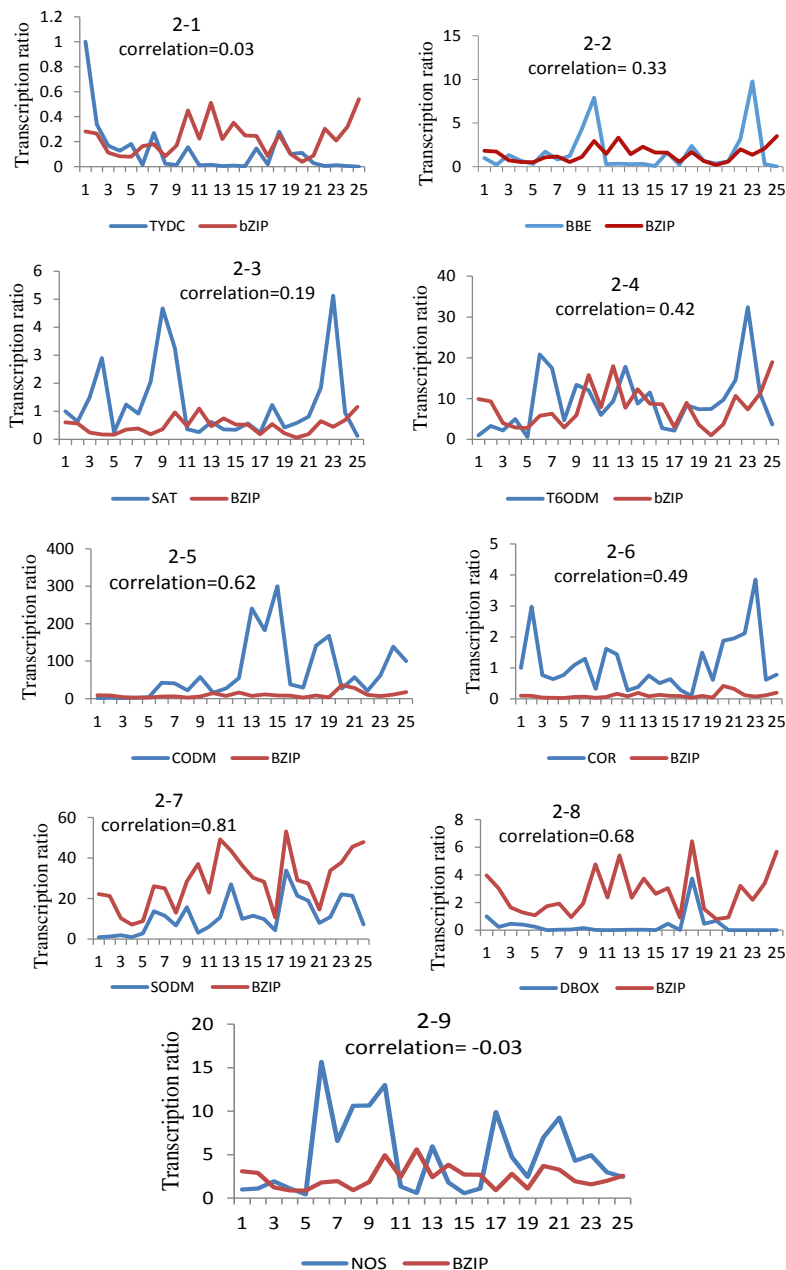 2-1
correlation=0.03
Transcription ratio
1.2
1
0.8
0.6
0.4
0.2
0
1 3 5 7 9 11 13 15 17 19 21 23 25
TYDC bZIP
2-2
correlation= 0.33
Transcription ratio
15
10
5
0
1 3 5 7 9 11 13 15 17 19 21 23 25
BBE BZIP
2-3
correlation=0.19
Transcription ratio
6
5
4
3
2
1
0
1 3 5 7 9 11 13 15 17 19 21 23 25
SAT BZIP
2-4
correlation= 0.42
Transcription ratio
40
30
20
10
0
1 3 5 7 9 11 13 15 17 19 21 23 25
T6ODM bZIP
2-5
correlation=0.62
Transcription ratio
400
300
200
100
0
1 3 5 7 9 11 13 15 17 19 21 23 25
CODM BZIP
2-6
correlation=0.49
Transcription ratio
5
4
3
2
1
0
1 3 5 7 9 11 13 15 17 19 21 23 25
COR BZIP
2-7
correlation=0.81
Transcription ratio
60
40
20
0
1 3 5 7 9 11 13 15 17 19 21 23 25
SODM BZIP
2-8
correlation=0.68
Transcription ratio
8
6
4
2
0
1 3 5 7 9 11 13 15 17 19 21 23 25
DBOX BZIP
2-9
correlation= -0.03
Transcription ratio
20
15
10
5
0
1 3 5 7 9 11 13 15 17 19 21 23 25
NOS BZIP